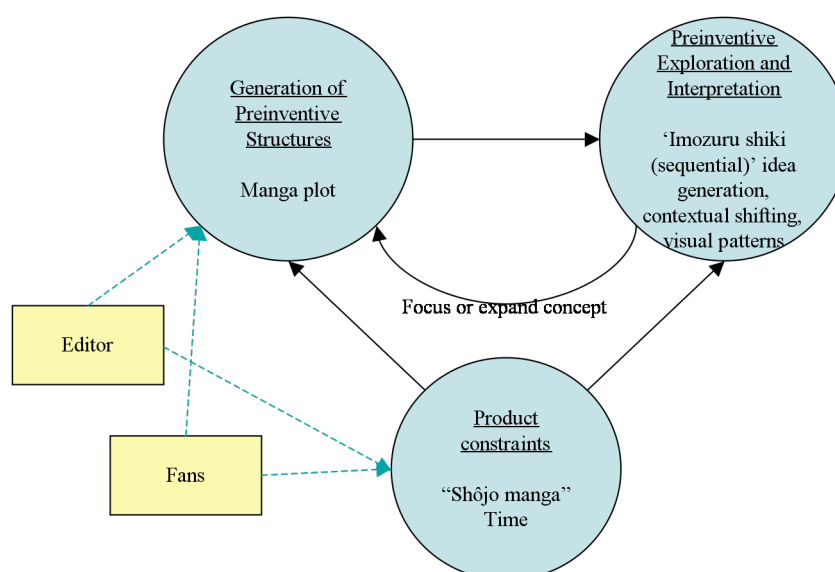 Generation of
Preinventive
Structures
Manga plot
Preinventive
Exploration and
Interpretation
‘Imozuru shiki
(sequential)’ idea
generation,
contextual shifting,
visual patterns
Focus or expand concept
Editor
Fans
Product
constraints
“Shôjo manga”
Time